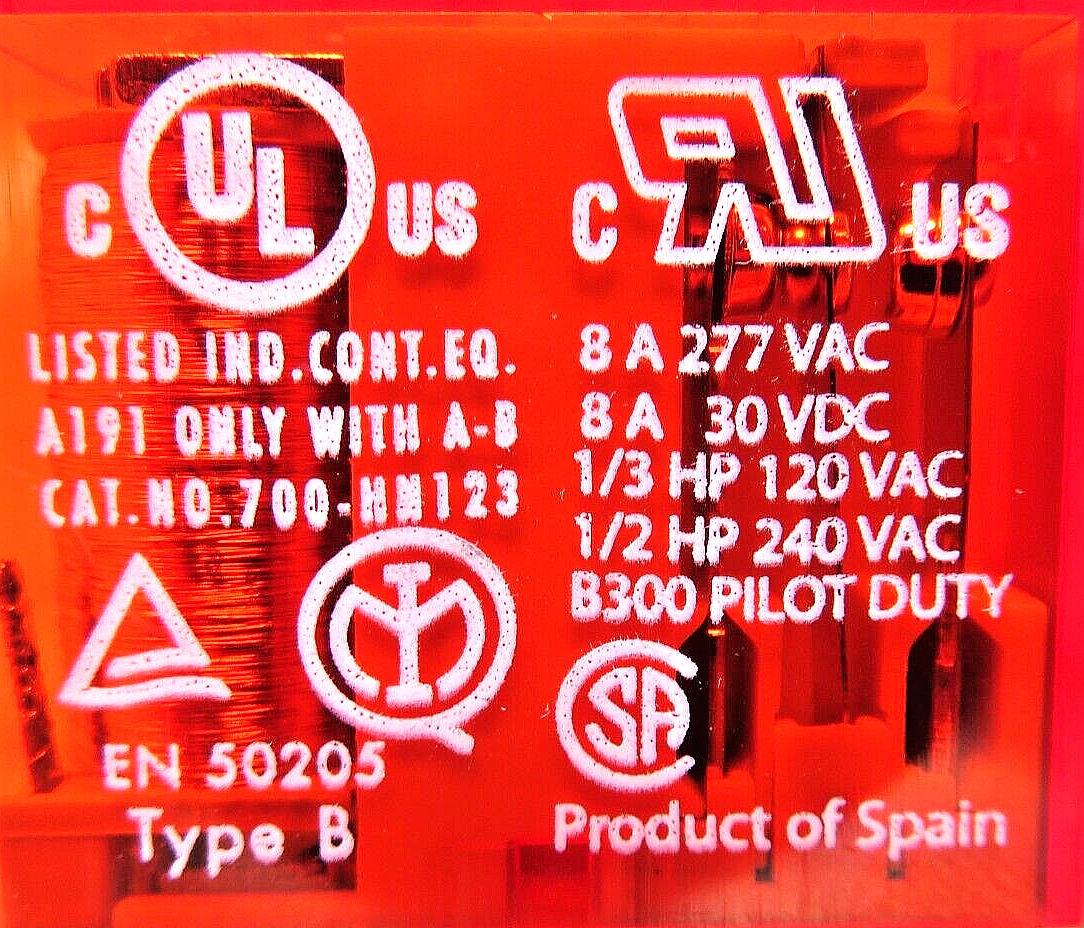 C UL US
LISTED IND.CONT.EQ.
A191 ONLY WITH A-B
CAT.NO.700-HN123
EN 50205
Type B
C RU US
8 A 277 VAC
8 A 30 VDC
1/3 HP 120 VAC
1/2 HP 240 VAC
B300 PILOT DUTY
CSA
Product of Spain